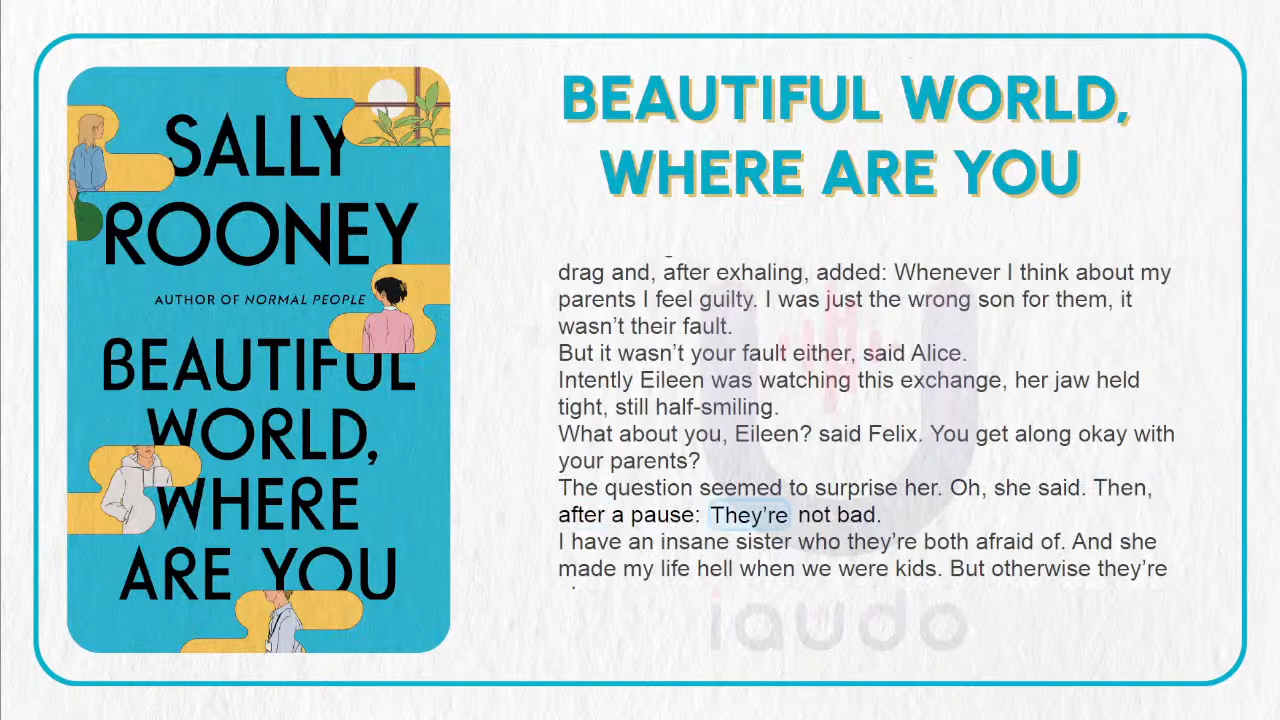 SALLY
ROONEY
AUTHOR OF NORMAL PEOPLE
BEAUTIFUL
WORLD,
WHERE
ARE YOU
BEAUTIFUL WORLD,
WHERE ARE YOU
drag and, after exhaling, added: Whenever I think about my
parents I feel guilty. I was just the wrong son for them, it
wasn’t their fault.
But it wasn’t your fault either, said Alice.
Intently Eileen was watching this exchange, her jaw held
tight, still half-smiling.
What about you, Eileen? said Felix. You get along okay with
your parents?
The question seemed to surprise her. Oh, she said. Then,
after a pause: They’re not bad.
I have an insane sister who they’re both afraid of. And she
made my life hell when we were kids. But otherwise they’re
iaudo